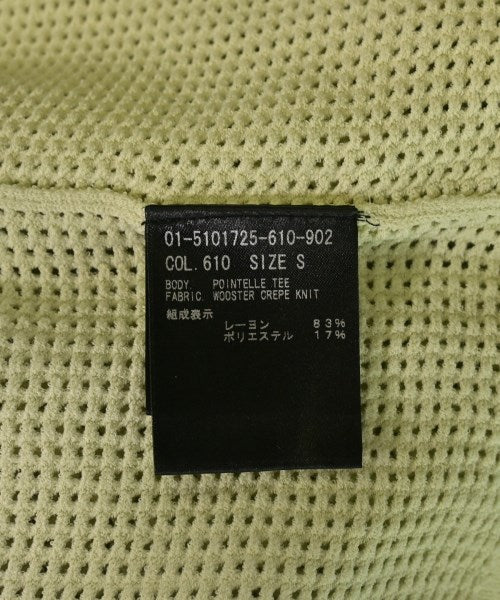 01-5101725-610-902
COL.610 SIZE S
BODY. POINTELLE TEE
FABRIC. WOOSTER CREPE KNIT
組成表示
レーヨン 83%
ポリエステル 17%